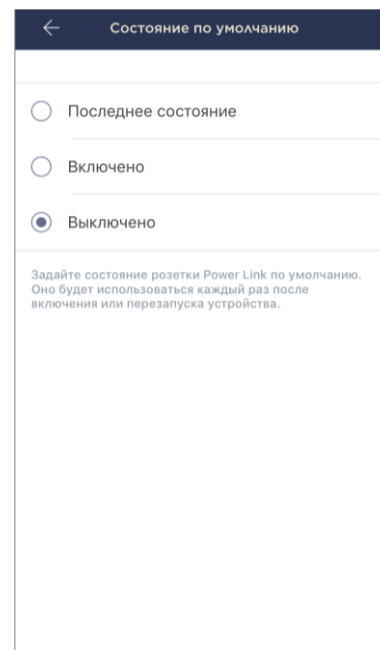 Состояние по умолчанию
Последнее состояние
Включено
Выключено
Задайте состояние розетки Power Link по умолчанию.
Оно будет использоваться каждый раз после
включения или перезапуска устройства.